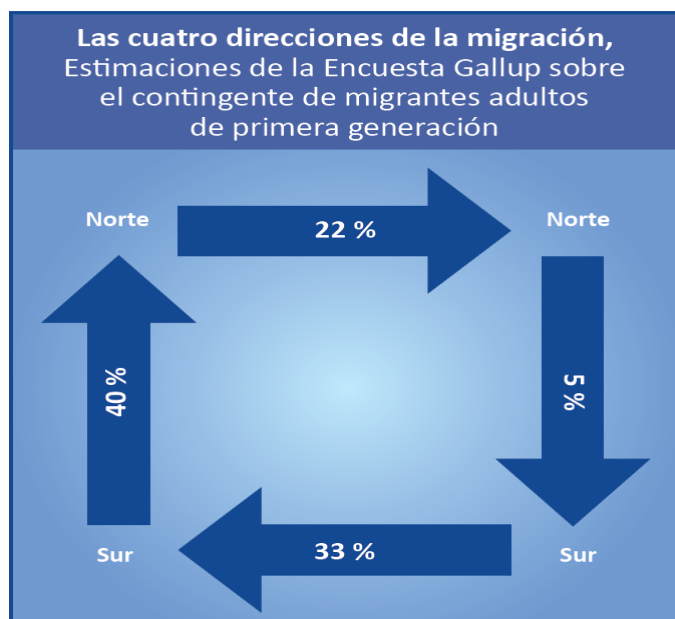 Las cuatro direcciones de la migración,
Estimaciones de la Encuesta Gallup sobre
el contingente de migrantes adultos
de primera generación
Norte
22 %
Norte
40 %
5 %
Sur
33 %
Sur